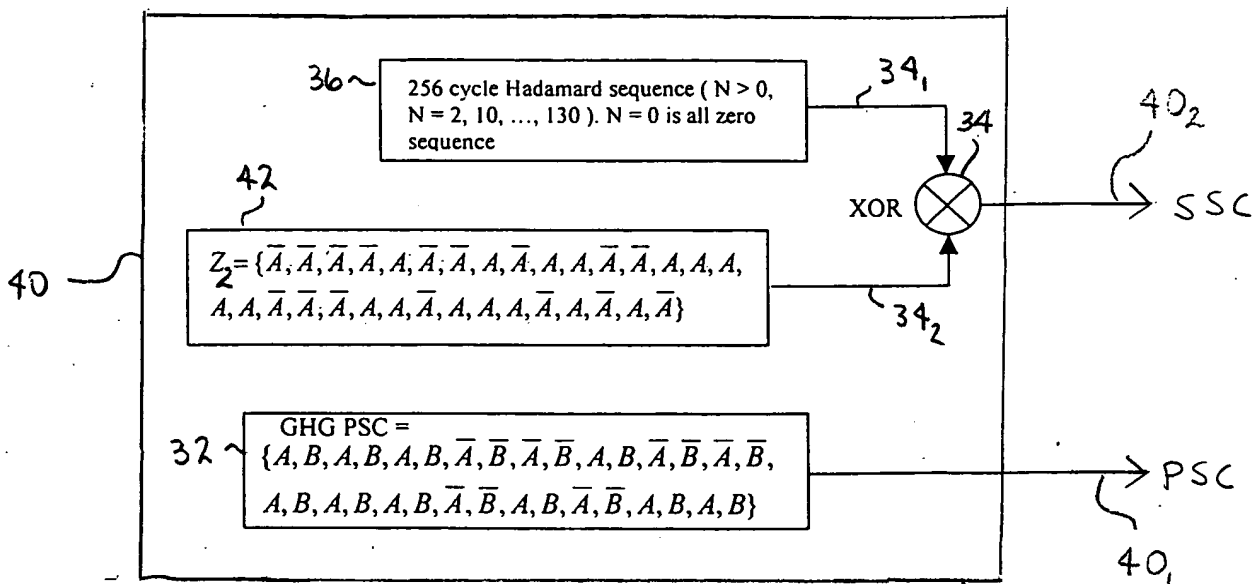 36
256 cycle Hadamard sequence ( N > 0,
N = 2, 10, ..., 130 ). N = 0 is all zero
sequence
34₁
34
40₂
XOR
SSC
42
Z₂ = {A̅, A̅, A̅, A̅, A, A̅, A̅, A, A̅, A, A, A̅, A̅, A, A, A,
A, A, A̅, A̅, A̅, A, A, A̅, A, A, A, A̅, A, A̅, A, A̅}
34₂
40
32
GHG PSC =
{A, B, A, B, A, B, A̅, B̅, A̅, B̅, A, B, A̅, B̅, A̅, B̅,
A, B, A, B, A, B, A̅, B̅, A, B, A̅, B̅, A, B, A, B}
PSC
40₁